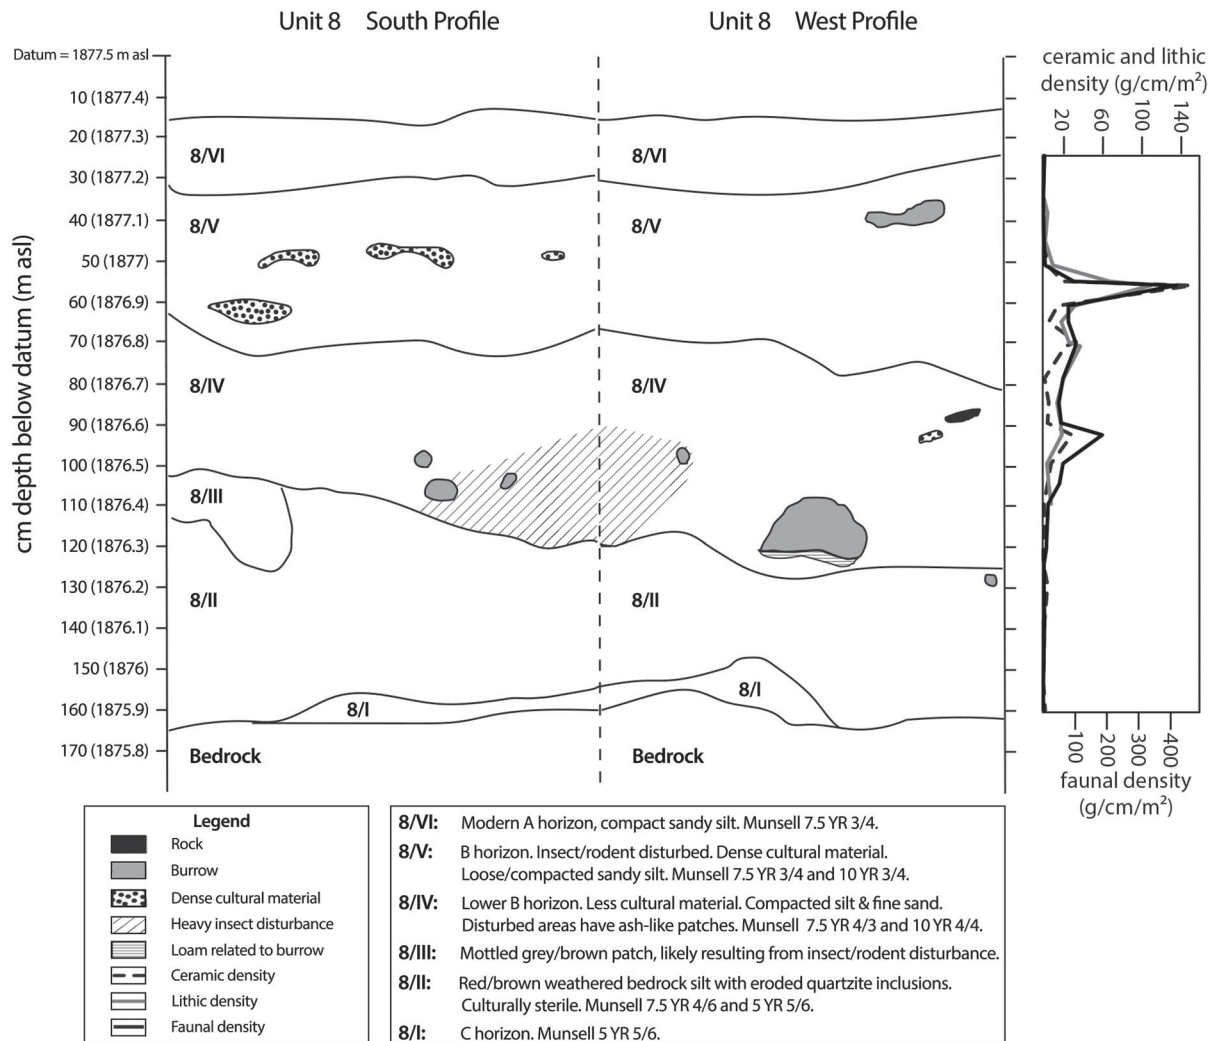 Unit 8 South Profile
Unit 8 West Profile
Datum = 1877.5 m asl
cm depth below datum (m asl)
10 (1877.4)
20 (1877.3)
30 (1877.2)
40 (1877.1)
50 (1877)
60 (1876.9)
70 (1876.8)
80 (1876.7)
90 (1876.6)
100 (1876.5)
110 (1876.4)
120 (1876.3)
130 (1876.2)
140 (1876.1)
150 (1876)
160 (1875.9)
170 (1875.8)
8/VI
8/V
8/IV
8/III
8/II
8/I
Bedrock
8/VI
8/V
8/IV
8/II
8/I
Bedrock
ceramic and lithic
density (g/cm/m²)
20
60
100
140
100
200
300
400
faunal density
(g/cm/m²)
Legend
Rock
Burrow
Dense cultural material
Heavy insect disturbance
Loam related to burrow
Ceramic density
Lithic density
Faunal density
8/VI: Modern A horizon, compact sandy silt. Munsell 7.5 YR 3/4.
8/V: B horizon. Insect/rodent disturbed. Dense cultural material.
Loose/compacted sandy silt. Munsell 7.5 YR 3/4 and 10 YR 3/4.
8/IV: Lower B horizon. Less cultural material. Compacted silt & fine sand.
Disturbed areas have ash-like patches. Munsell 7.5 YR 4/3 and 10 YR 4/4.
8/III: Mottled grey/brown patch, likely resulting from insect/rodent disturbance.
8/II: Red/brown weathered bedrock silt with eroded quartzite inclusions.
Culturally sterile. Munsell 7.5 YR 4/6 and 5 YR 5/6.
8/I: C horizon. Munsell 5 YR 5/6.